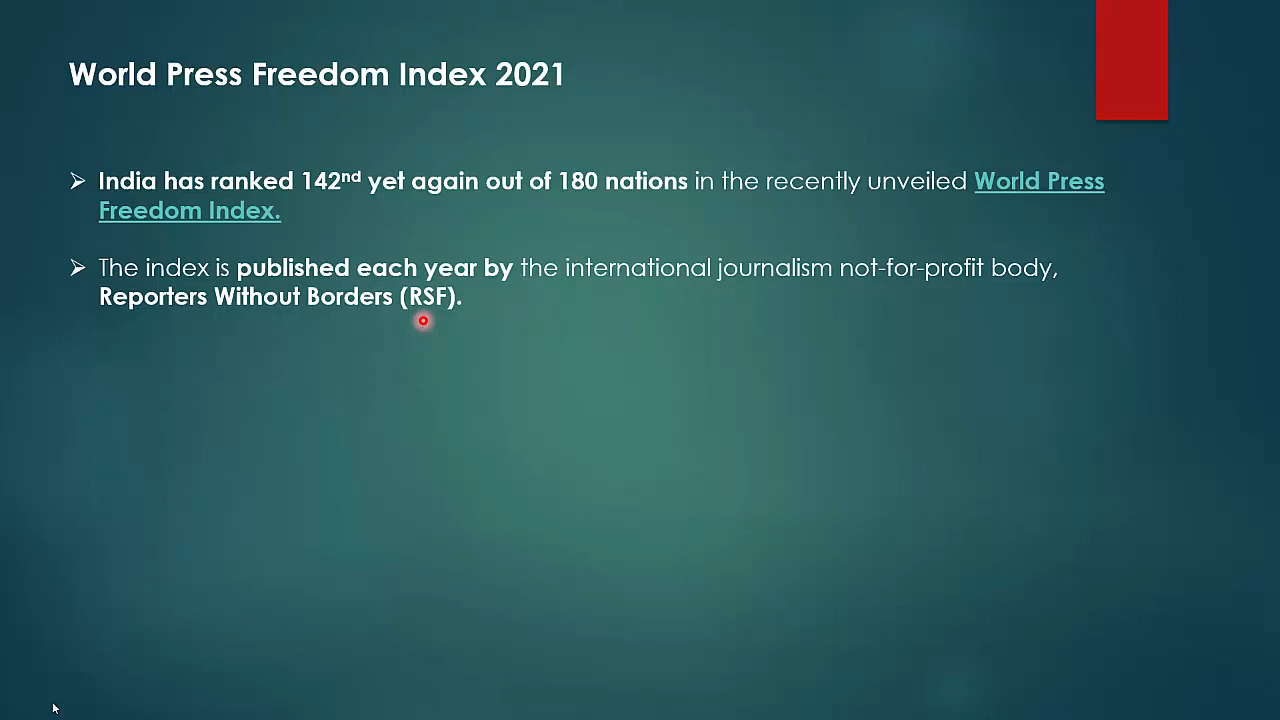 World Press Freedom Index 2021
India has ranked 142nd yet again out of 180 nations in the recently unveiled World Press
Freedom Index.
The index is published each year by the international journalism not-for-profit body,
Reporters Without Borders (RSF).